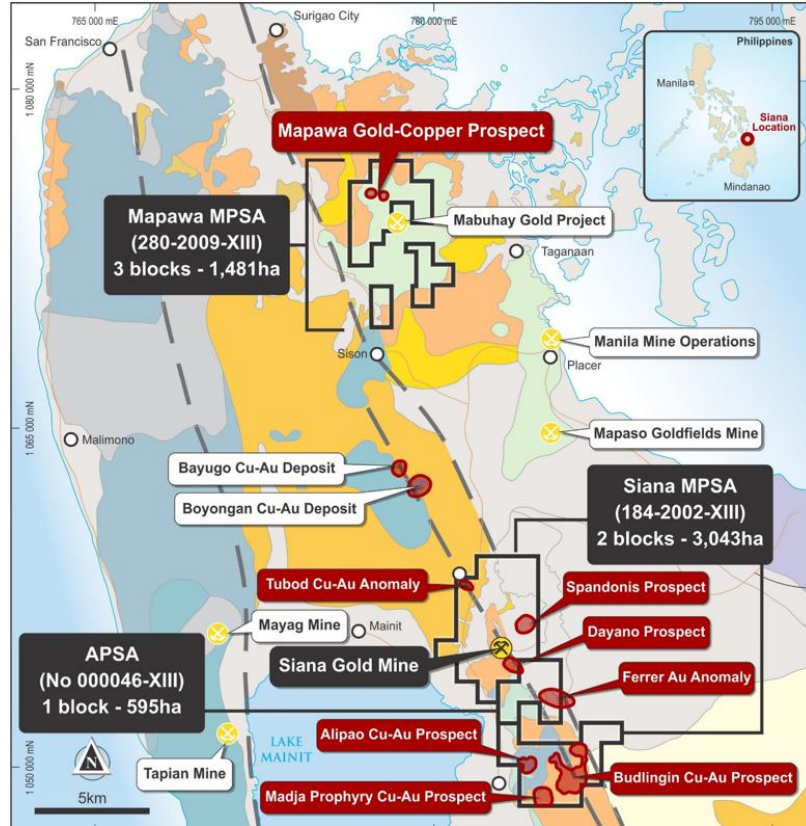 765 000 mE
780 000 mE
795 000 mE
Surigao City
San Francisco
Philippines
Manila
Siana
Location
Mindanao
1 080 000 mN
Mapawa Gold-Copper Prospect
Mapawa MPSA
(280-2009-XIII)
3 blocks - 1,481ha
Mabuhay Gold Project
Taganaan
Manila Mine Operations
Sison
Placer
1 065 000 mN
Malimono
Mapaso Goldfields Mine
Bayugo Cu-Au Deposit
Boyongan Cu-Au Deposit
Siana MPSA
(184-2002-XIII)
2 blocks - 3,043ha
Tubod Cu-Au Anomaly
Spandonis Prospect
Mayag Mine
Mainit
Dayano Prospect
APSA
(No 000046-XIII)
1 block - 595ha
Siana Gold Mine
Ferrer Au Anomaly
Alipao Cu-Au Prospect
LAKE
MAINIT
N
Tapian Mine
1 050 000 mN
Budlingin Cu-Au Prospect
Madja Prophyry Cu-Au Prospect
5km